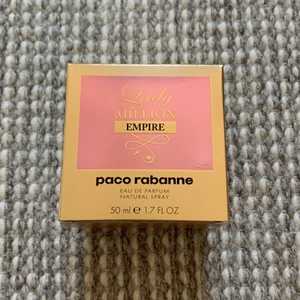 Lady
MILLION
EMPIRE
paco rabanne
EAU DE PARFUM
NATURAL SPRAY
50 ml ℮ 1.7 FL OZ